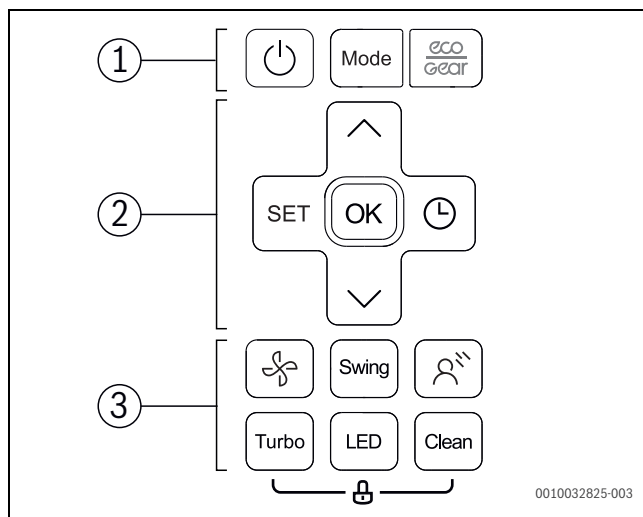 1
Mode
eco
Gear
2
SET
OK
3
Swing
Turbo
LED
Clean
0010032825-003